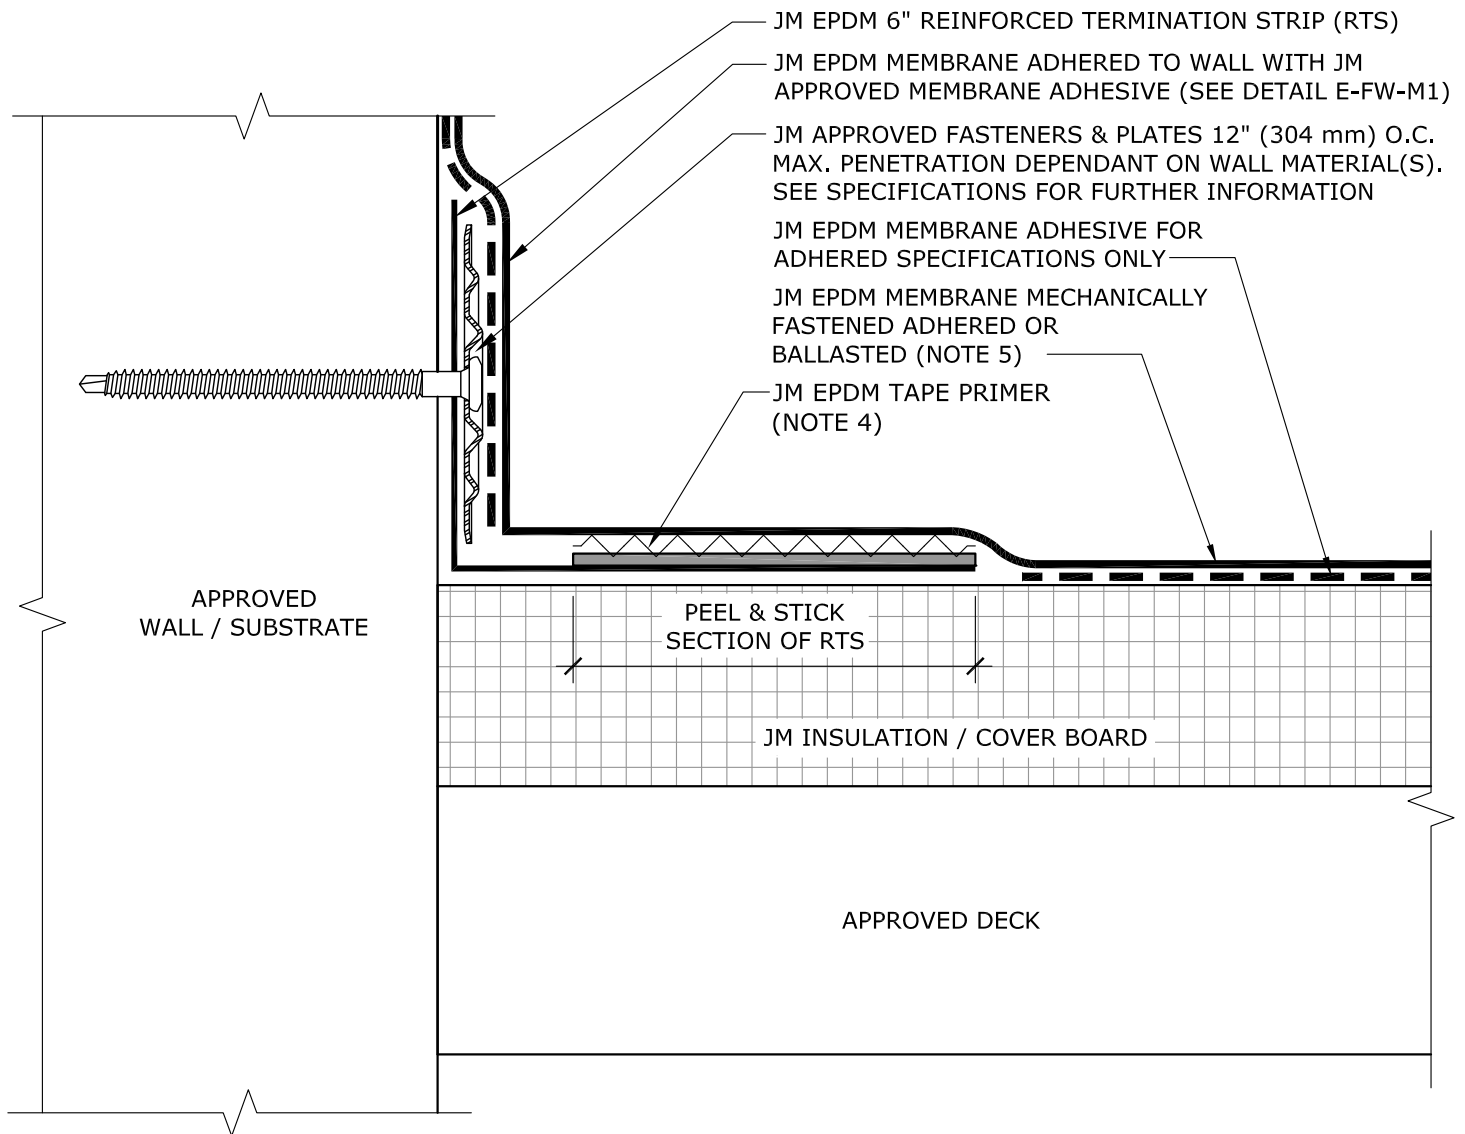 JM EPDM 6" REINFORCED TERMINATION STRIP (RTS)
JM EPDM MEMBRANE ADHERED TO WALL WITH JM
APPROVED MEMBRANE ADHESIVE (SEE DETAIL E-FW-M1)
JM APPROVED FASTENERS & PLATES 12" (304 mm) O.C.
MAX. PENETRATION DEPENDANT ON WALL MATERIAL(S).
SEE SPECIFICATIONS FOR FURTHER INFORMATION
JM EPDM MEMBRANE ADHESIVE FOR
ADHERED SPECIFICATIONS ONLY
JM EPDM MEMBRANE MECHANICALLY
FASTENED ADHERED OR
BALLASTED (NOTE 5)
JM EPDM TAPE PRIMER
(NOTE 4)
APPROVED
WALL / SUBSTRATE
PEEL & STICK
SECTION OF RTS
JM INSULATION / COVER BOARD
APPROVED DECK